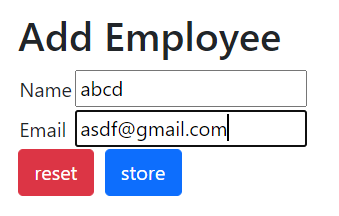 Add Employee
Name abcd
Email asdf@gmail.com
reset store